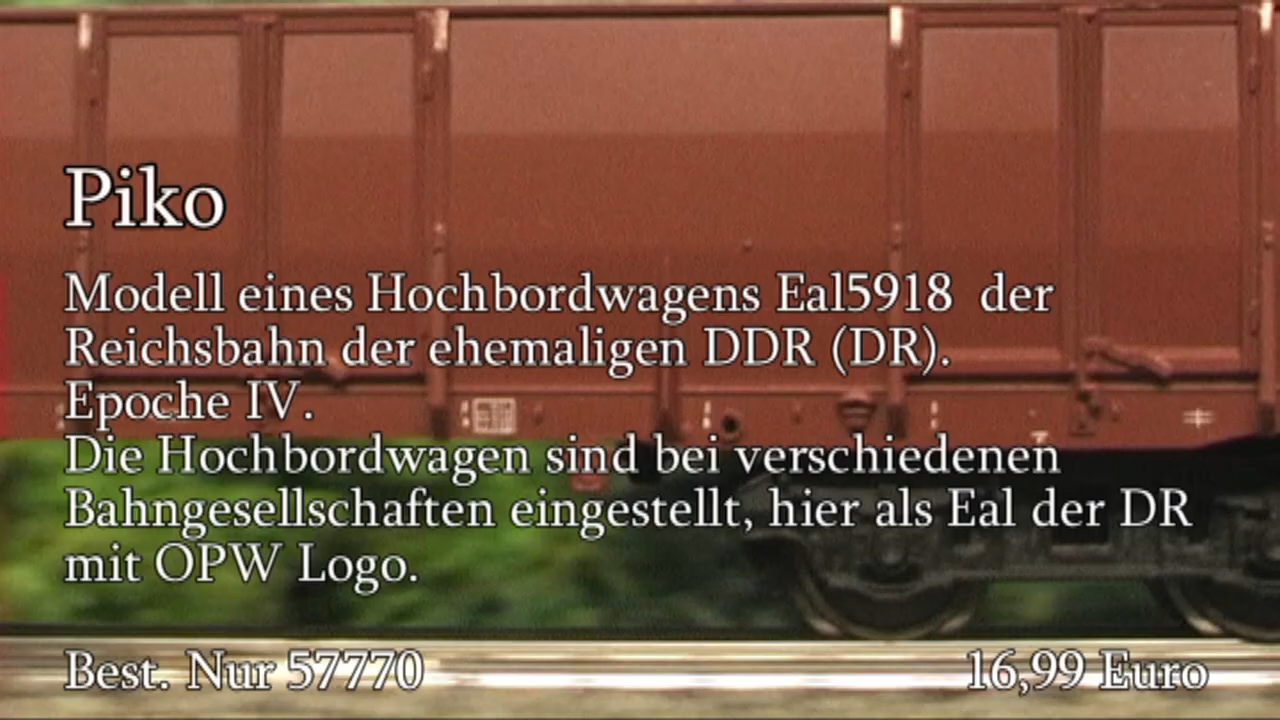 Piko
Modell eines Hochbordwagens Eal5918 der
Reichsbahn der ehemaligen DDR (DR).
Epoche IV.
Die Hochbordwagen sind bei verschiedenen
Bahngesellschaften eingestellt, hier als Eal der DR
mit OPW Logo.
Best. Nur 57770 16,99 Euro